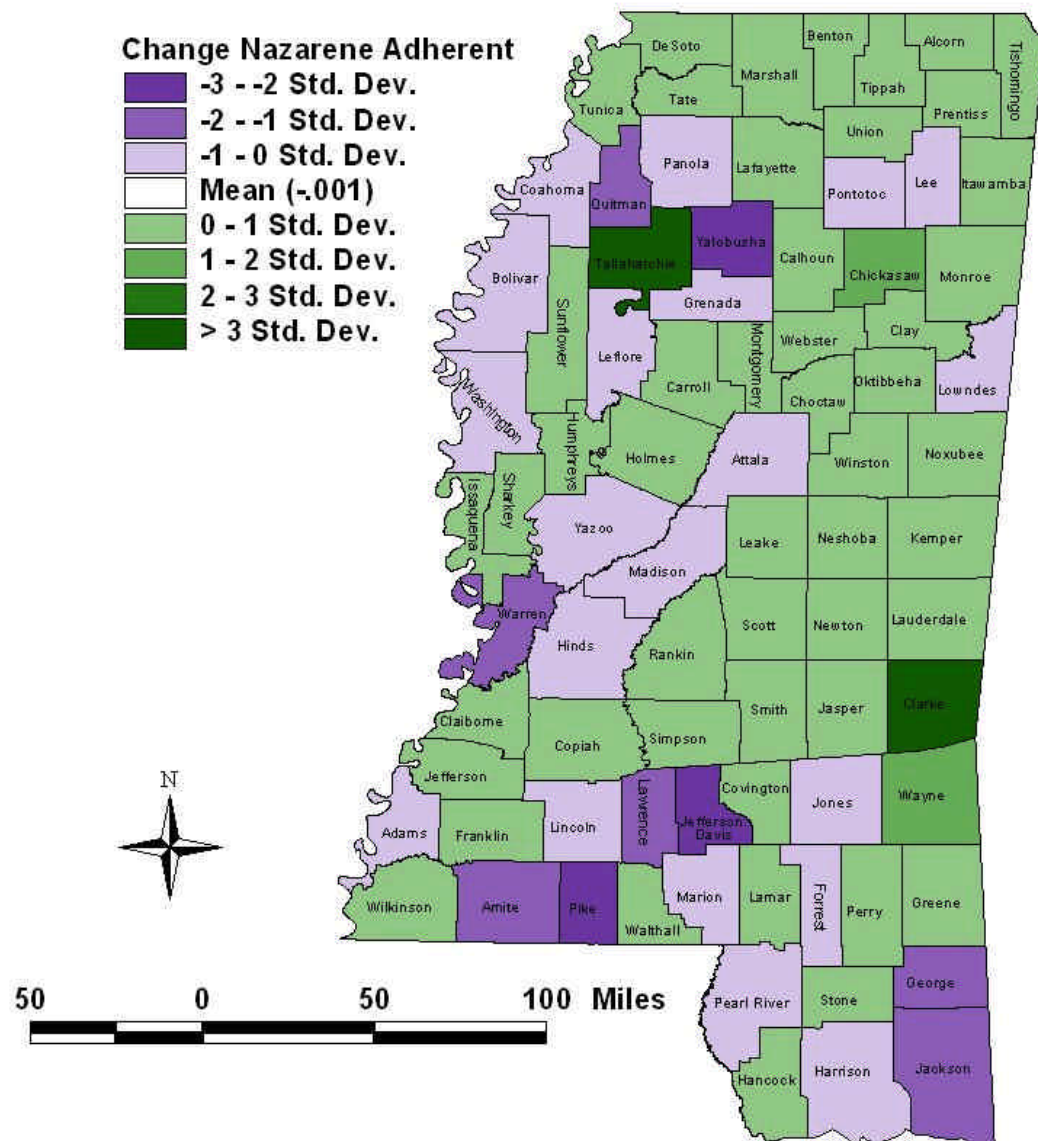 Change Nazarene Adherent
-3 - -2 Std. Dev.
-2 - -1 Std. Dev.
-1 - 0 Std. Dev.
Mean (-.001)
0 - 1 Std. Dev.
1 - 2 Std. Dev.
2 - 3 Std. Dev.
> 3 Std. Dev.
DeSoto
Benton
Alcorn
Tishomingo
Marshall
Tippah
Tunica
Tate
Prentiss
Union
Panola
Lafayette
Coahoma
Quitman
Pontotoc
Lee
Itawamba
Yalobusha
Tallahatchie
Calhoun
Chickasaw
Monroe
Bolivar
Grenada
Sunflower
Leflore
Montgomery
Webster
Clay
Carroll
Choctaw
Oktibbeha
Lowndes
Washington
Humphreys
Holmes
Attala
Winston
Noxubee
Issaquena
Sharkey
Yazoo
Leake
Neshoba
Kemper
Madison
Warren
Hinds
Rankin
Scott
Newton
Lauderdale
Claiborne
Copiah
Simpson
Smith
Jasper
Clarke
Jefferson
Lawrence
Jefferson
Davis
Covington
Jones
Wayne
Adams
Franklin
Lincoln
Wilkinson
Amite
Pike
Walthall
Marion
Lamar
Forrest
Perry
Greene
Pearl River
Stone
George
Hancock
Harrison
Jackson
N
50 0 50 100 Miles